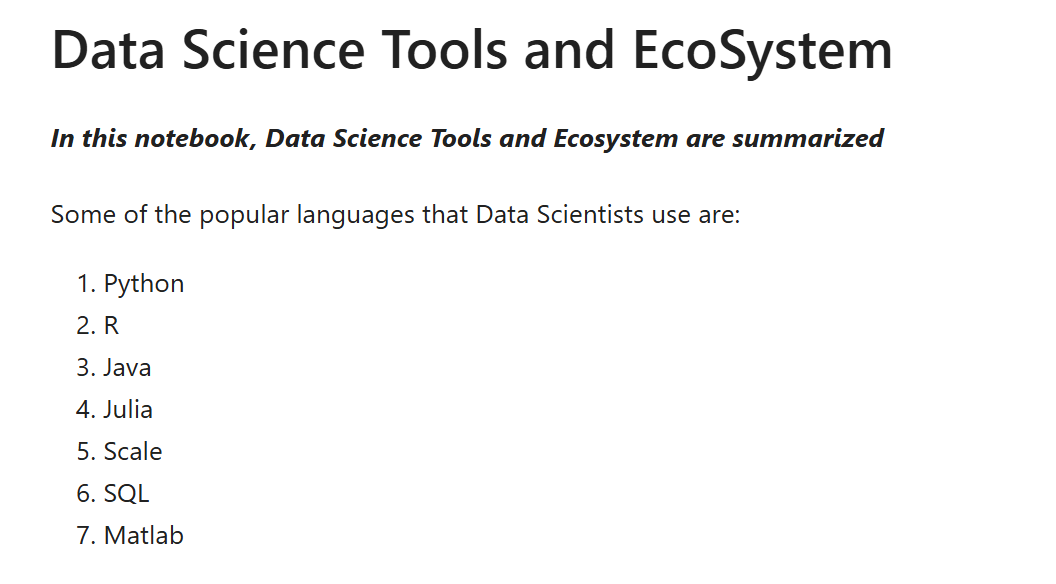 Data Science Tools and EcoSystem
In this notebook, Data Science Tools and Ecosystem are summarized
Some of the popular languages that Data Scientists use are:
1. Python
2. R
3. Java
4. Julia
5. Scale
6. SQL
7. Matlab